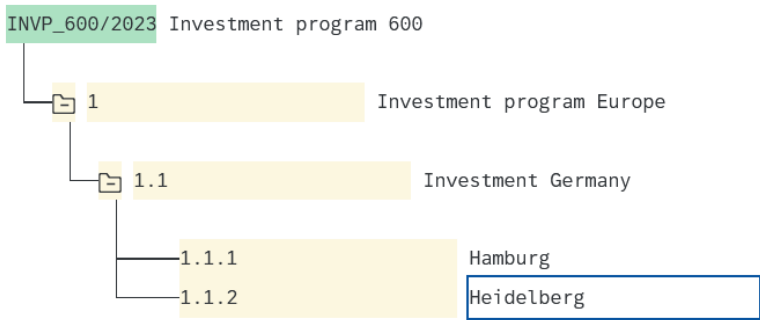 INVP_600/2023 Investment program 600
1 Investment program Europe
1.1 Investment Germany
1.1.1 Hamburg
1.1.2 Heidelberg